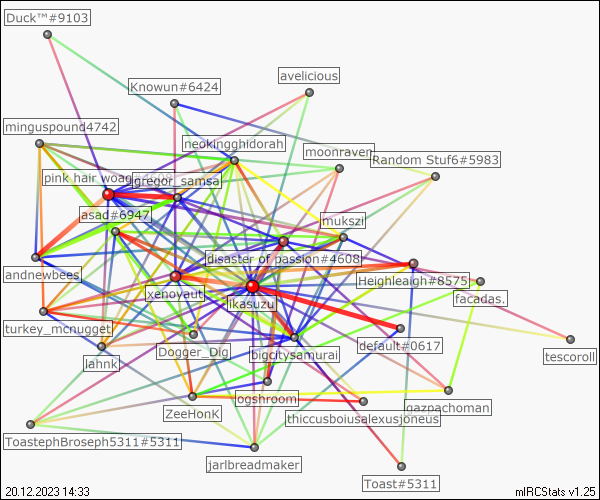 Duck™#9103
avelicious
Knowun#6424
minguspound4742
neokingghidorah
moonraven
Random Stuf6#5983
pink hair woag
gregor_samsa
asad#6947
mukszi
disaster of passion#4608
andnewbees
xenoyaut
likasuzu
Heighleigh#8575
facadas.
turkey_mcnugget
default#0617
lahnk
Dogger_Dig
bigcitysamurai
tescoroll
logshroom
gazpachoman
ZeeHonK
thiccusboiusalexusjoneus
ToastephBroseph5311#5311
jarlbreadmaker
Toast#5311
20.12.2023 14:33
mIRCStats v1.25